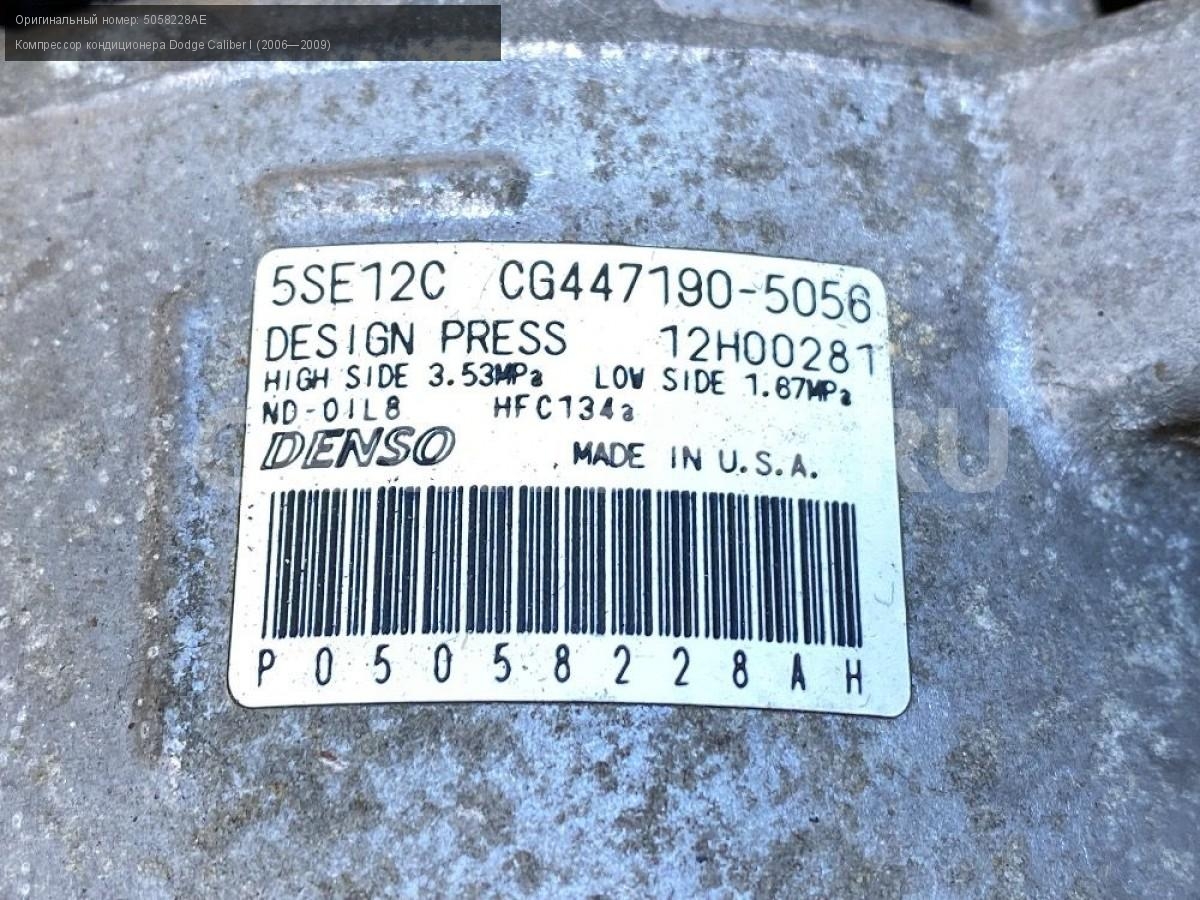 Оригинальный номер: 5058228AE
Компрессор кондиционера Dodge Caliber I (2006—2009)
5SE12C CG447190-5056
DESIGN PRESS 12H00281
HIGH SIDE 3.53MPa LOW SIDE 1.67MPa
ND-OIL8 HFC134a
DENSO MADE IN U.S.A.
P05058228AH